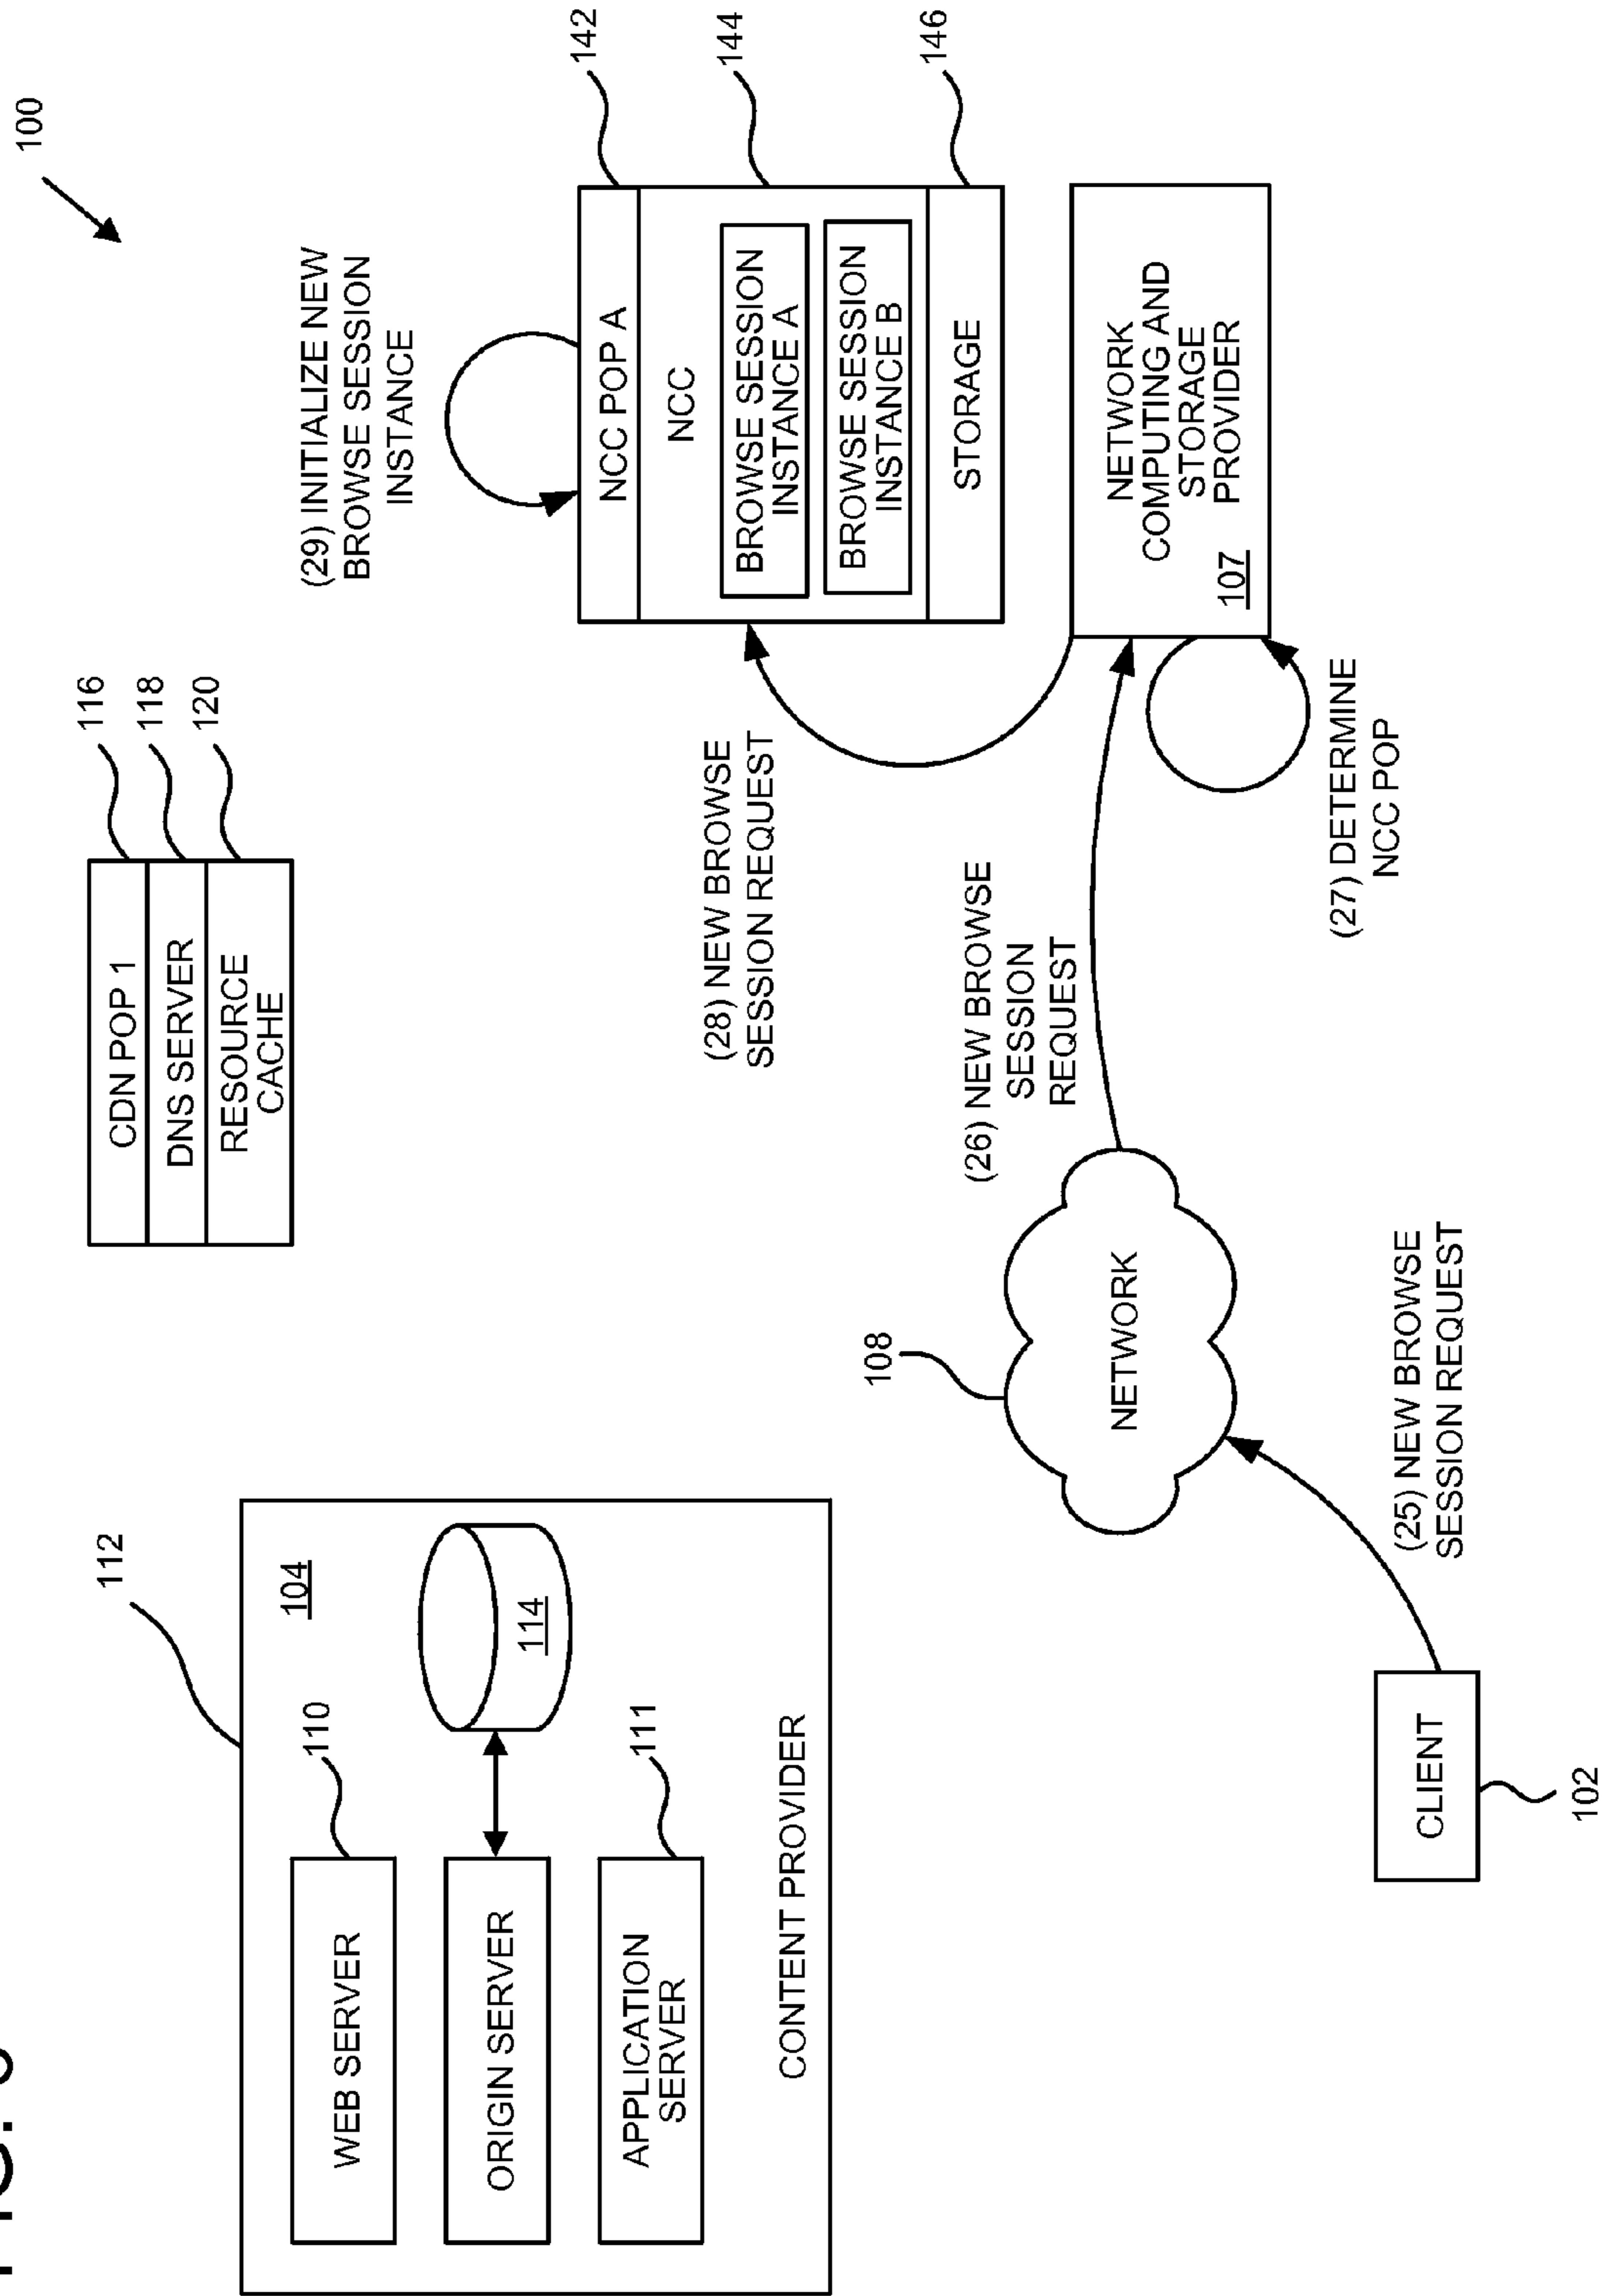 100
112
104
110
WEB SERVER
ORIGIN SERVER
114
111
APPLICATION
SERVER
CONTENT PROVIDER
116
CDN POP 1
118
DNS SERVER
120
RESOURCE
CACHE
(29) INITIALIZE NEW
BROWSE SESSION
INSTANCE
142
NCC POP A
144
NCC
BROWSE SESSION
INSTANCE A
BROWSE SESSION
INSTANCE B
146
STORAGE
(28) NEW BROWSE
SESSION REQUEST
NETWORK
COMPUTING AND
STORAGE
PROVIDER
107
(26) NEW BROWSE
SESSION
REQUEST
(27) DETERMINE
NCC POP
108
NETWORK
(25) NEW BROWSE
SESSION REQUEST
CLIENT
102